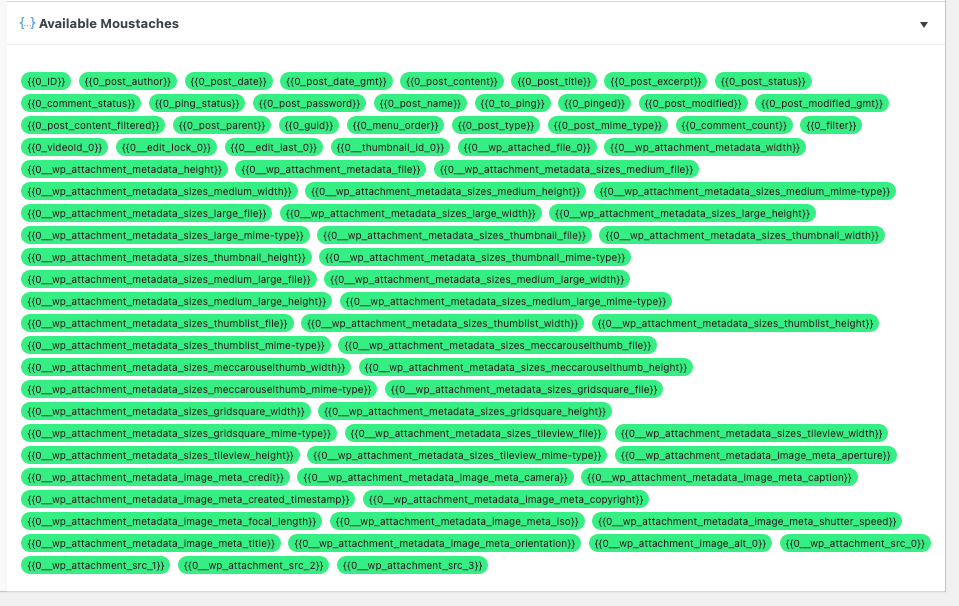 {..} Available Moustaches
{{0_ID}} {{0_post_author}} {{0_post_date}} {{0_post_date_gmt}} {{0_post_content}} {{0_post_title}} {{0_post_excerpt}} {{0_post_status}}
{{0_comment_status}} {{0_ping_status}} {{0_post_password}} {{0_post_name}} {{0_to_ping}} {{0_pinged}} {{0_post_modified}} {{0_post_modified_gmt}}
{{0_post_content_filtered}} {{0_post_parent}} {{0_guid}} {{0_menu_order}} {{0_post_type}} {{0_post_mime_type}} {{0_comment_count}} {{0_filter}}
{{0_videoId_0}} {{0__edit_lock_0}} {{0__edit_last_0}} {{0__thumbnail_id_0}} {{0__wp_attached_file_0}} {{0__wp_attachment_metadata_width}}
{{0__wp_attachment_metadata_height}} {{0__wp_attachment_metadata_file}} {{0__wp_attachment_metadata_sizes_medium_file}}
{{0__wp_attachment_metadata_sizes_medium_width}} {{0__wp_attachment_metadata_sizes_medium_height}} {{0__wp_attachment_metadata_sizes_medium_mime-type}}
{{0__wp_attachment_metadata_sizes_large_file}} {{0__wp_attachment_metadata_sizes_large_width}} {{0__wp_attachment_metadata_sizes_large_height}}
{{0__wp_attachment_metadata_sizes_large_mime-type}} {{0__wp_attachment_metadata_sizes_thumbnail_file}} {{0__wp_attachment_metadata_sizes_thumbnail_width}}
{{0__wp_attachment_metadata_sizes_thumbnail_height}} {{0__wp_attachment_metadata_sizes_thumbnail_mime-type}}
{{0__wp_attachment_metadata_sizes_medium_large_file}} {{0__wp_attachment_metadata_sizes_medium_large_width}}
{{0__wp_attachment_metadata_sizes_medium_large_height}} {{0__wp_attachment_metadata_sizes_medium_large_mime-type}}
{{0__wp_attachment_metadata_sizes_thumblist_file}} {{0__wp_attachment_metadata_sizes_thumblist_width}} {{0__wp_attachment_metadata_sizes_thumblist_height}}
{{0__wp_attachment_metadata_sizes_thumblist_mime-type}} {{0__wp_attachment_metadata_sizes_meccarouselthumb_file}}
{{0__wp_attachment_metadata_sizes_meccarouselthumb_width}} {{0__wp_attachment_metadata_sizes_meccarouselthumb_height}}
{{0__wp_attachment_metadata_sizes_meccarouselthumb_mime-type}} {{0__wp_attachment_metadata_sizes_gridsquare_file}}
{{0__wp_attachment_metadata_sizes_gridsquare_width}} {{0__wp_attachment_metadata_sizes_gridsquare_height}}
{{0__wp_attachment_metadata_sizes_gridsquare_mime-type}} {{0__wp_attachment_metadata_sizes_tileview_file}} {{0__wp_attachment_metadata_sizes_tileview_width}}
{{0__wp_attachment_metadata_sizes_tileview_height}} {{0__wp_attachment_metadata_sizes_tileview_mime-type}} {{0__wp_attachment_metadata_image_meta_aperture}}
{{0__wp_attachment_metadata_image_meta_credit}} {{0__wp_attachment_metadata_image_meta_camera}} {{0__wp_attachment_metadata_image_meta_caption}}
{{0__wp_attachment_metadata_image_meta_created_timestamp}} {{0__wp_attachment_metadata_image_meta_copyright}}
{{0__wp_attachment_metadata_image_meta_focal_length}} {{0__wp_attachment_metadata_image_meta_iso}} {{0__wp_attachment_metadata_image_meta_shutter_speed}}
{{0__wp_attachment_metadata_image_meta_title}} {{0__wp_attachment_metadata_image_meta_orientation}} {{0__wp_attachment_image_alt_0}} {{0__wp_attachment_src_0}}
{{0__wp_attachment_src_1}} {{0__wp_attachment_src_2}} {{0__wp_attachment_src_3}}